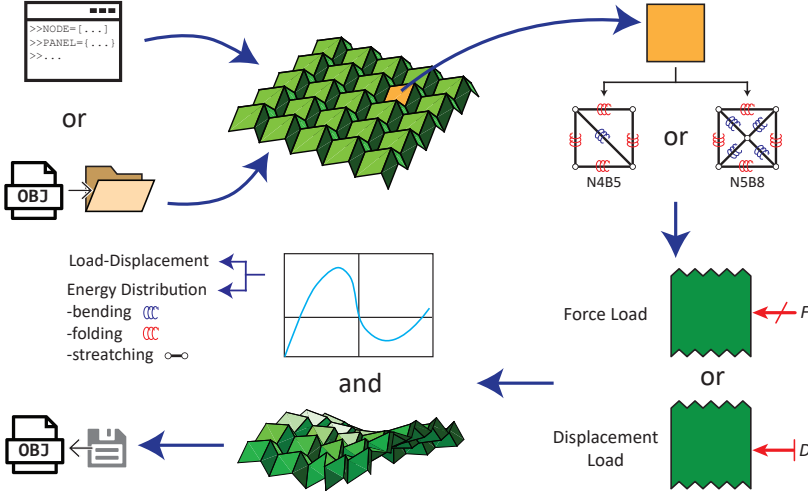 >>NODE=[...]
>>PANEL={...}
>>...
or
OBJ
or
N4B5
N5B8
Load-Displacement
Energy Distribution
-bending
-folding
-streatching
Force Load
F
or
and
Displacement
Load
D
OBJ